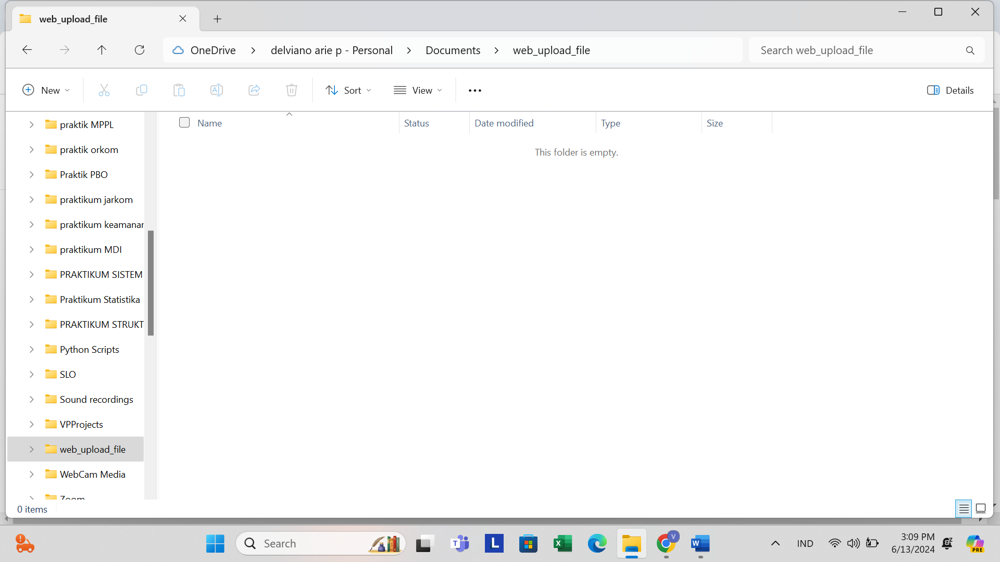 web_upload_file
OneDrive > delviano arie p - Personal > Documents > web_upload_file
Search web_upload_file
New
Sort
View
Details
Name
Status
Date modified
Type
Size
This folder is empty.
praktik MPPL
praktik orkom
Praktik PBO
praktikum jarkom
praktikum keamanan
praktikum MDI
PRAKTIKUM SISTEM
Praktikum Statistika
PRAKTIKUM STRUKT
Python Scripts
SLO
Sound recordings
VPProjects
web_upload_file
WebCam Media
Zoom
0 items
Search
T
L
X
V
W
IND
3:09 PM
6/13/2024
PRE